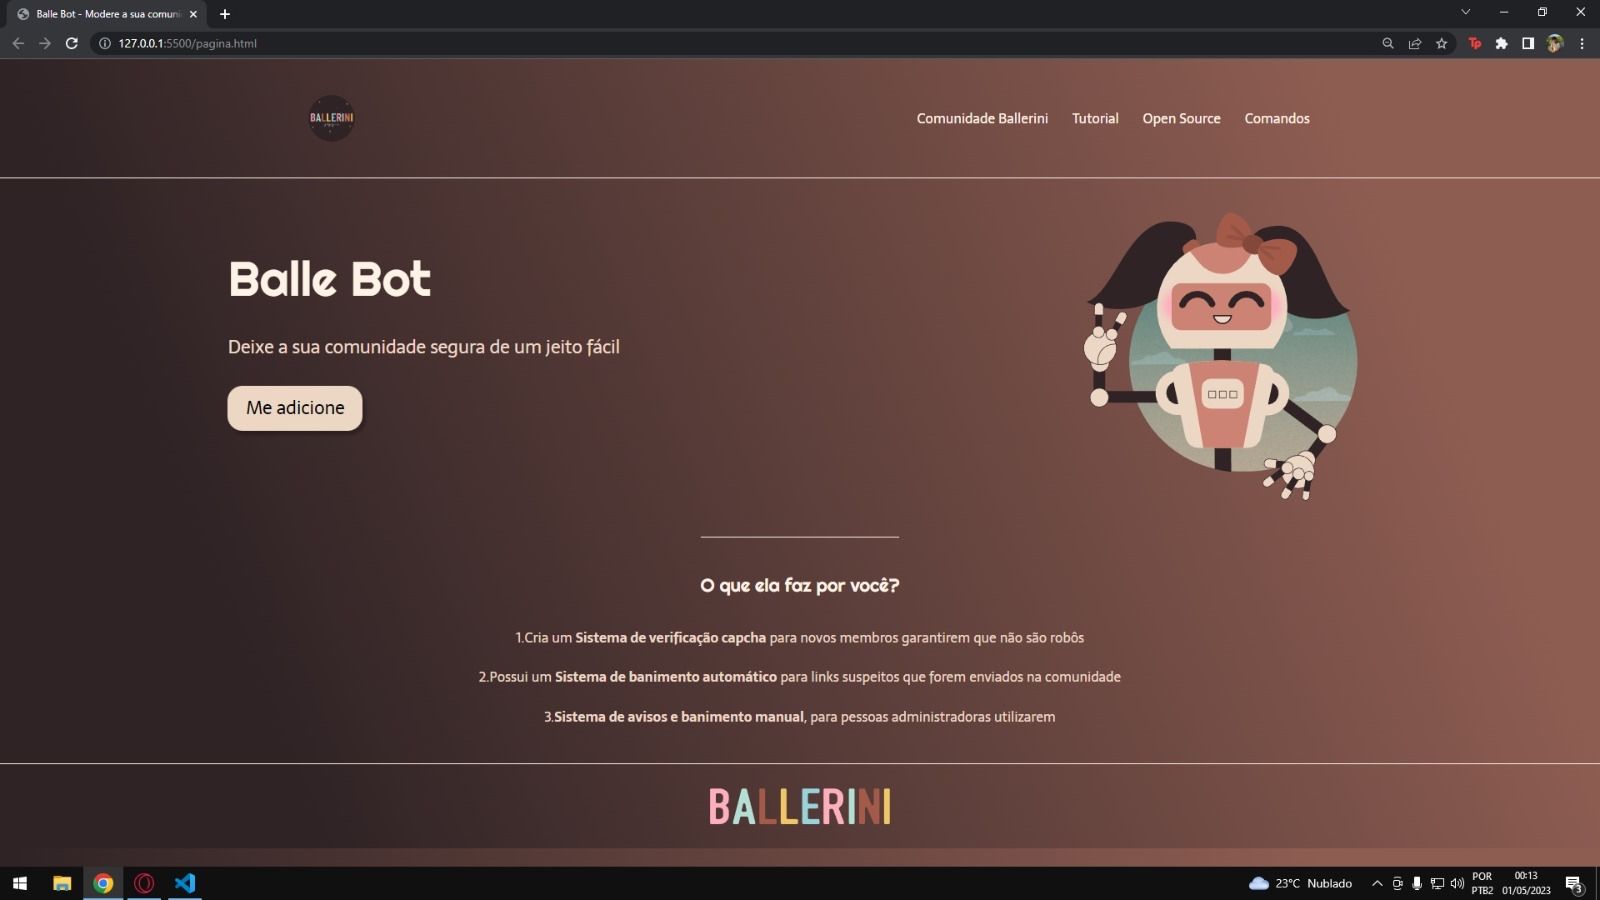 Balle Bot - Modere a sua comuni
127.0.0.1:5500/pagina.html
Tp
BALLERINI
Comunidade Ballerini
Tutorial
Open Source
Comandos
Balle Bot
Deixe a sua comunidade segura de um jeito fácil
Me adicione
O que ela faz por você?
1.Cria um Sistema de verificação capcha para novos membros garantirem que não são robôs
2.Possui um Sistema de banimento automático para links suspeitos que forem enviados na comunidade
3.Sistema de avisos e banimento manual, para pessoas administradoras utilizarem
BALLERINI
23°C Nublado
POR
PTB2
00:13
01/05/2023
3